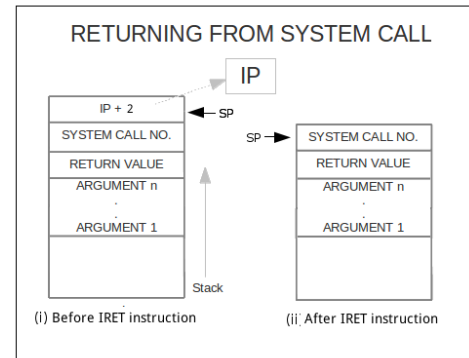 RETURNING FROM SYSTEM CALL
IP
IP + 2
SP
SYSTEM CALL NO.
RETURN VALUE
ARGUMENT n
.
.
ARGUMENT 1
Stack
(i) Before IRET instruction
SP
SYSTEM CALL NO.
RETURN VALUE
ARGUMENT n
.
.
ARGUMENT 1
(ii) After IRET instruction